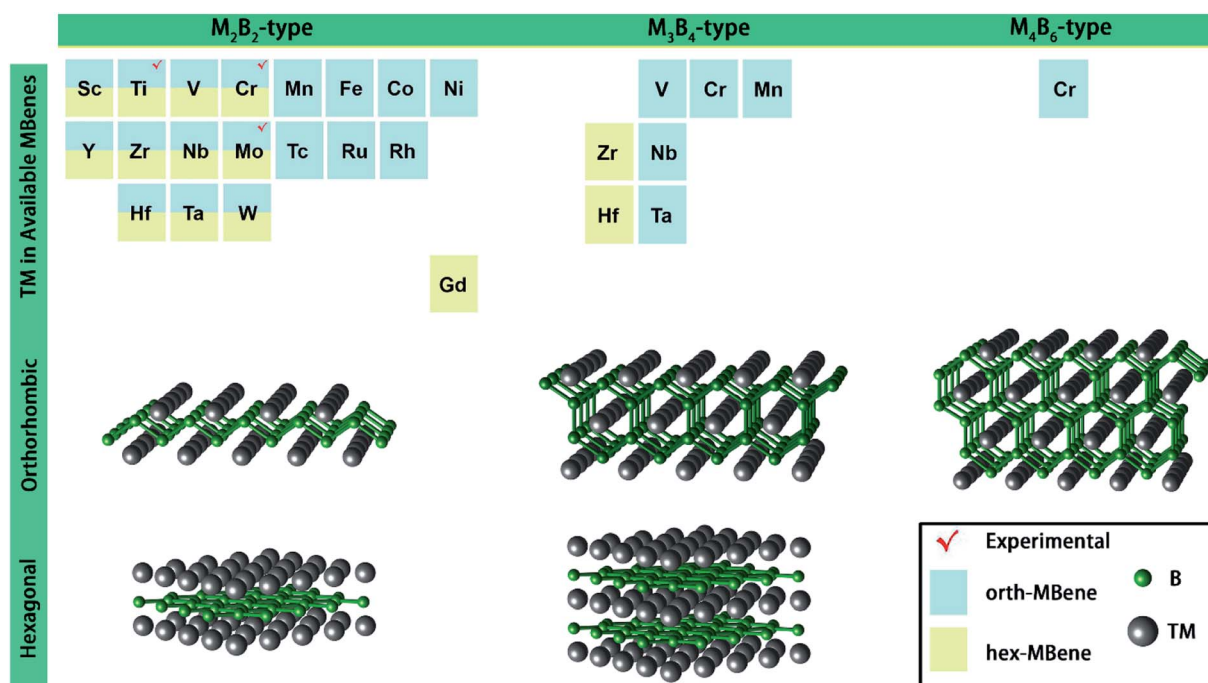 M₂B₂-type M₃B₄-type M₄B₆-type
TM in Available MBenes
Sc Ti V Cr Mn Fe Co Ni V Cr Mn Cr
Y Zr Nb Mo Tc Ru Rh Zr Nb
Hf Ta W Hf Ta
Gd
Orthorhombic
Hexagonal
Experimental
orth-MBene
hex-MBene
B
TM